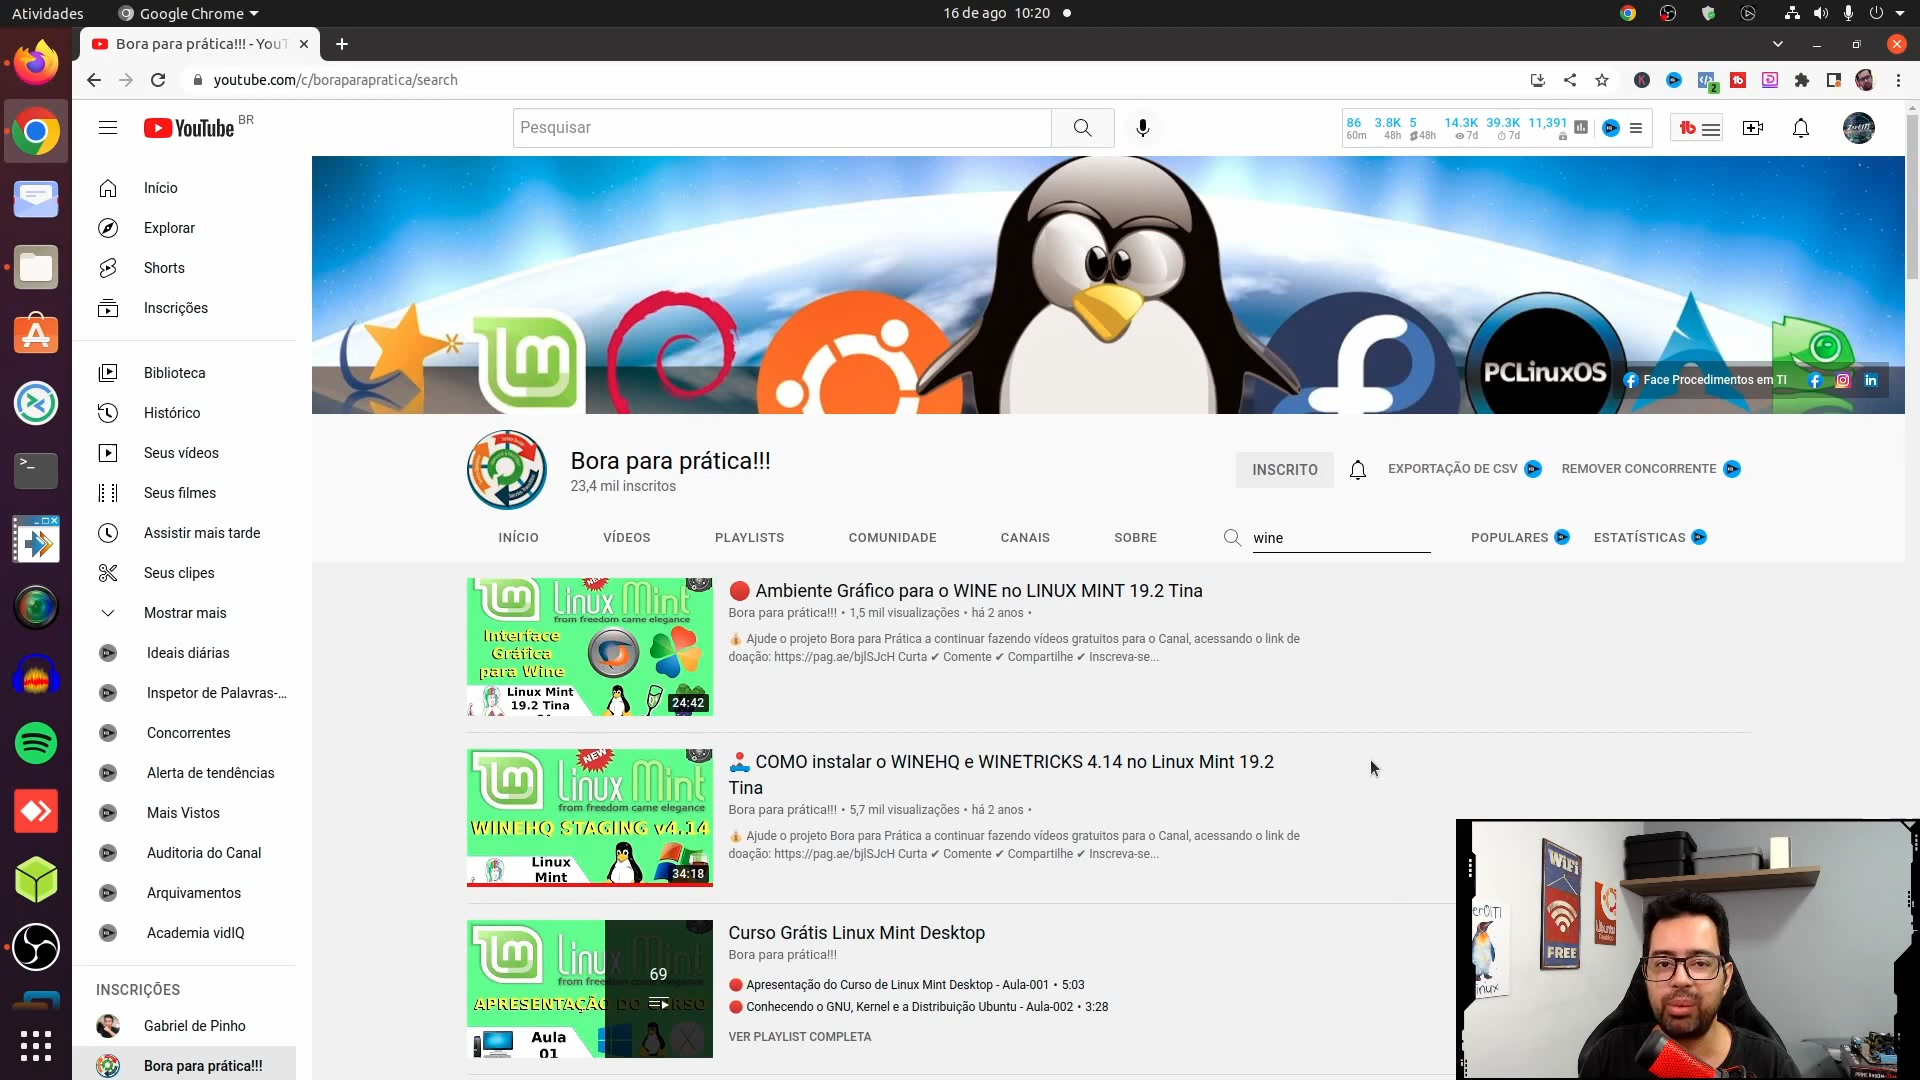 Atividades
Google Chrome
16 de ago 10:20
Bora para prática!!! - YouT
youtube.com/c/boraparapratica/search
2
YouTube
BR
Pesquisar
86 3.8K 5 14.3K 39.3K 11,391
60m 48h 48h 7d 7d
Início
Explorar
Shorts
Inscrições
Biblioteca
Histórico
Seus vídeos
Seus filmes
Assistir mais tarde
Seus clipes
Mostrar mais
Ideais diárias
Inspetor de Palavras-...
Concorrentes
Alerta de tendências
Mais Vistos
Auditoria do Canal
Arquivamentos
Academia vidIQ
INSCRIÇÕES
Gabriel de Pinho
Bora para prática!!!
PCLinuxOS
Face Procedimentos em TI
Bora para prática!!!
23,4 mil inscritos
INSCRITO
EXPORTAÇÃO DE CSV
REMOVER CONCORRENTE
INÍCIO
VÍDEOS
PLAYLISTS
COMUNIDADE
CANAIS
SOBRE
wine
POPULARES
ESTATÍSTICAS
NEW
Linux Mint
from freedom came elegance
Interface
Gráfica
para Wine
Linux Mint
19.2 Tina
24:42
Ambiente Gráfico para o WINE no LINUX MINT 19.2 Tina
Bora para prática!!! • 1,5 mil visualizações • há 2 anos •
Ajude o projeto Bora para Prática a continuar fazendo vídeos gratuitos para o Canal, acessando o link de
doação: https://pag.ae/bjlSJcH Curta ✔ Comente ✔ Compartilhe ✔ Inscreva-se...
NEW
Linux Mint
from freedom came elegance
WINEHQ STAGING v4.14
Linux
Mint
34:18
COMO instalar o WINEHQ e WINETRICKS 4.14 no Linux Mint 19.2
Tina
Bora para prática!!! • 5,7 mil visualizações • há 2 anos •
Ajude o projeto Bora para Prática a continuar fazendo vídeos gratuitos para o Canal, acessando o link de
doação: https://pag.ae/bjlSJcH Curta ✔ Comente ✔ Compartilhe ✔ Inscreva-se...
Linux Mint
from freedom came elegance
APRESENTAÇÃO DO CURSO
Aula
01
69
Curso Grátis Linux Mint Desktop
Bora para prática!!!
Apresentação do Curso de Linux Mint Desktop - Aula-001 • 5:03
Conhecendo o GNU, Kernel e a Distribuição Ubuntu - Aula-002 • 3:28
VER PLAYLIST COMPLETA
WiFi
FREE
Ubuntu